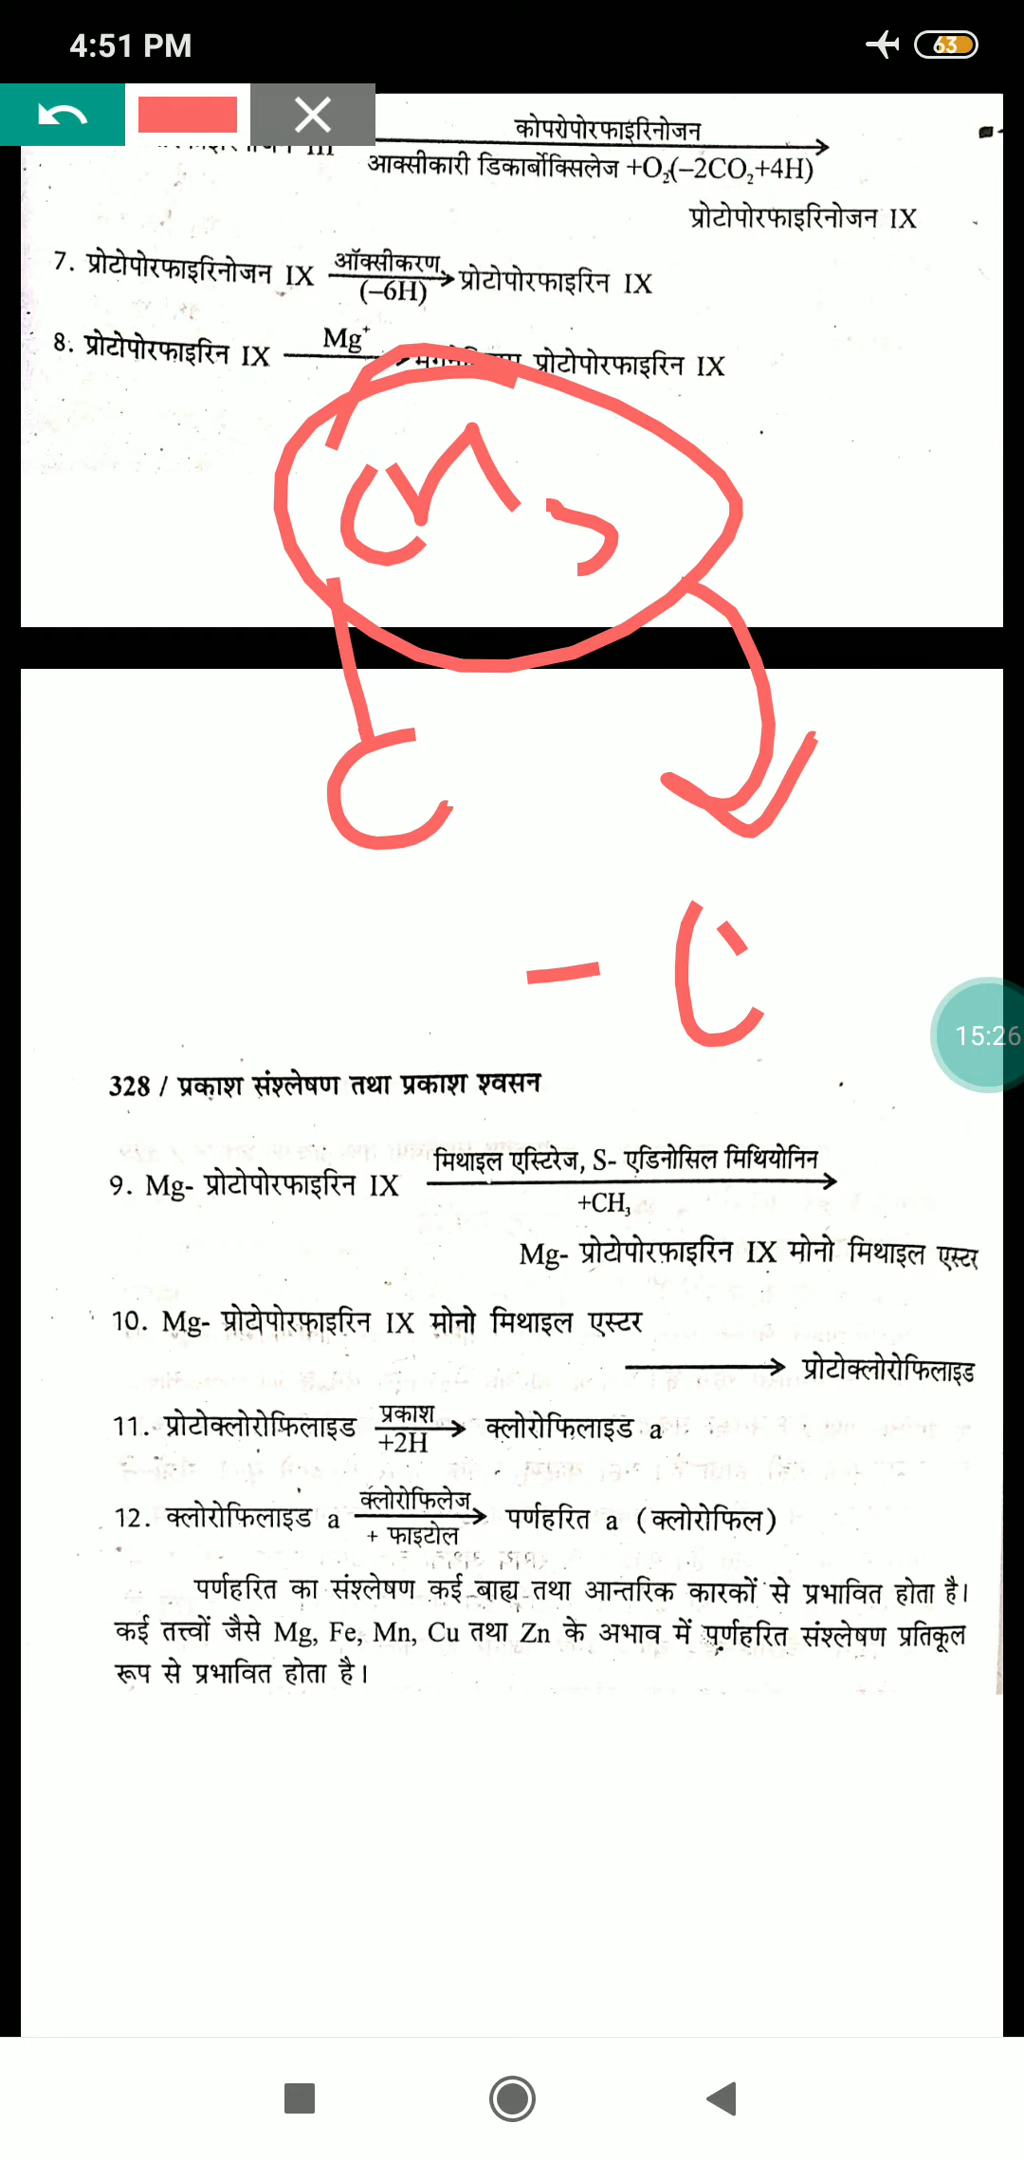 4:51 PM
63
कोपरोपोरफाइरिनोजन
III
आक्सीकारी डिकार्बोक्सिलेज +O₂(–2CO₂+4H)
प्रोटोपोरफाइरिनोजन IX
7. प्रोटोपोरफाइरिनोजन IX ऑक्सीकरण (–6H) प्रोटोपोरफाइरिन IX
8. प्रोटोपोरफाइरिन IX Mg⁺ प्रोटोपोरफाइरिन IX
15:26
328 / प्रकाश संश्लेषण तथा प्रकाश श्वसन
मिथाइल एस्टिरेज, S- एडिनोसिल मिथियोनिन
9. Mg- प्रोटोपोरफाइरिन IX
+CH₃
Mg- प्रोटोपोरफाइरिन IX मोनो मिथाइल एस्टर
10. Mg- प्रोटोपोरफाइरिन IX मोनो मिथाइल एस्टर
प्रोटोक्लोरोफिलाइड
11. प्रोटोक्लोरोफिलाइड प्रकाश +2H क्लोरोफिलाइड a
12. क्लोरोफिलाइड a क्लोरोफिलेज + फाइटोल पर्णहरित a (क्लोरोफिल)
पर्णहरित का संश्लेषण कई बाह्य तथा आन्तरिक कारकों से प्रभावित होता है।
कई तत्त्वों जैसे Mg, Fe, Mn, Cu तथा Zn के अभाव में पर्णहरित संश्लेषण प्रतिकूल
रूप से प्रभावित होता है।